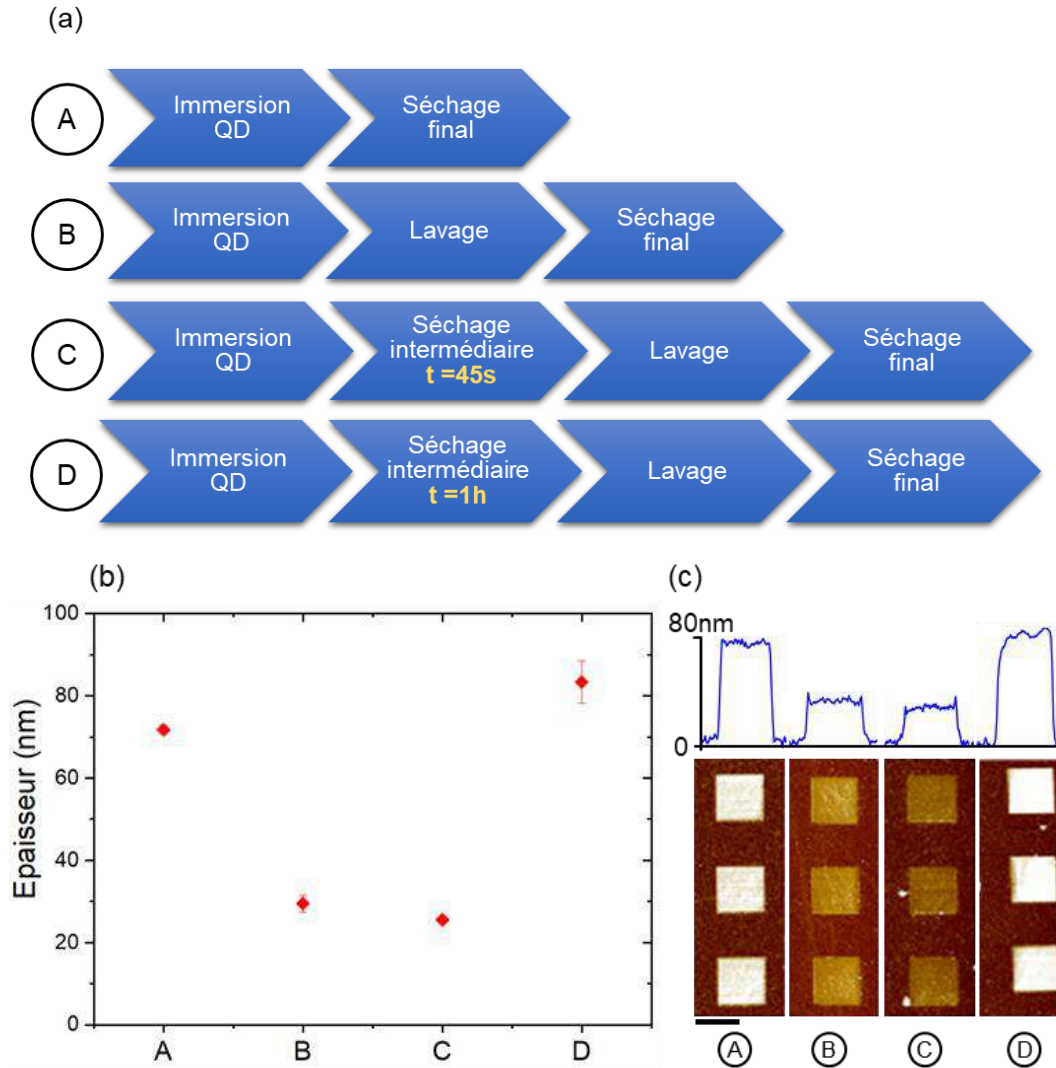 (a)
A
Immersion
QD
Séchage
final
B
Immersion
QD
Lavage
Séchage
final
C
Immersion
QD
Séchage
intermédiaire
t =45s
Lavage
Séchage
final
D
Immersion
QD
Séchage
intermédiaire
t =1h
Lavage
Séchage
final
(b)
Epaisseur (nm)
100
80
60
40
20
0
A
B
C
D
(c)
80nm
0
A
B
C
D